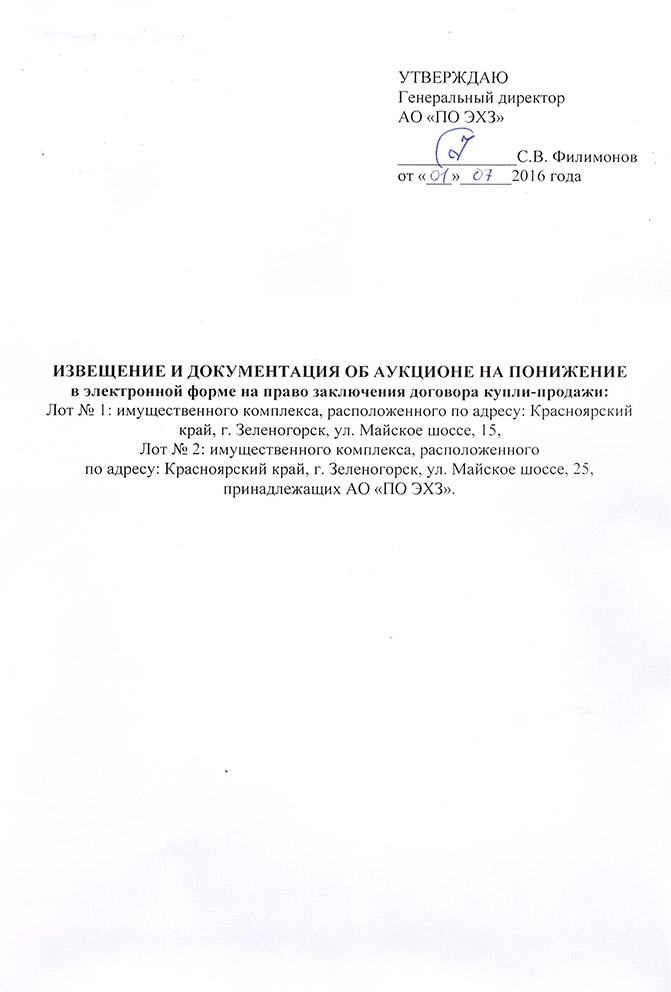 УТВЕРЖДАЮ
Генеральный директор
АО «ПО ЭХЗ»
С.В. Филимонов
от «01» 07 2016 года
ИЗВЕЩЕНИЕ И ДОКУМЕНТАЦИЯ ОБ АУКЦИОНЕ НА ПОНИЖЕНИЕ
в электронной форме на право заключения договора купли-продажи:
Лот № 1: имущественного комплекса, расположенного по адресу: Красноярский
край, г. Зеленогорск, ул. Майское шоссе, 15,
Лот № 2: имущественного комплекса, расположенного
по адресу: Красноярский край, г. Зеленогорск, ул. Майское шоссе, 25,
принадлежащих АО «ПО ЭХЗ».